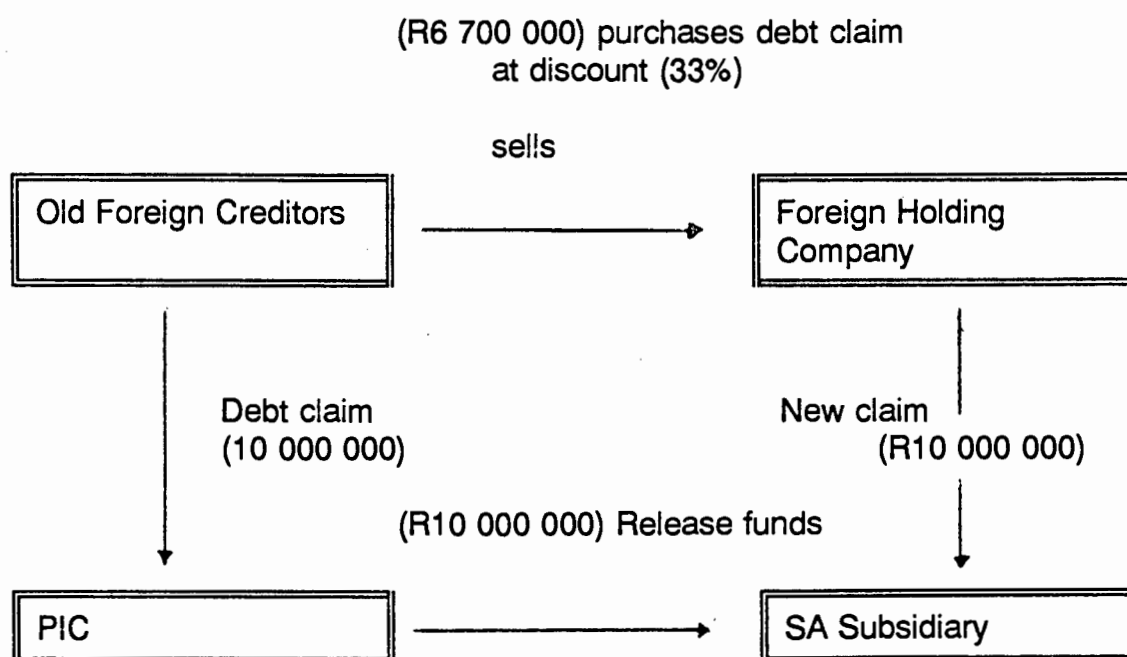 (R6 700 000) purchases debt claim
at discount (33%)
sells
Old Foreign Creditors
Foreign Holding
Company
Debt claim
(10 000 000)
New claim
(R10 000 000)
(R10 000 000) Release funds
PIC
SA Subsidiary